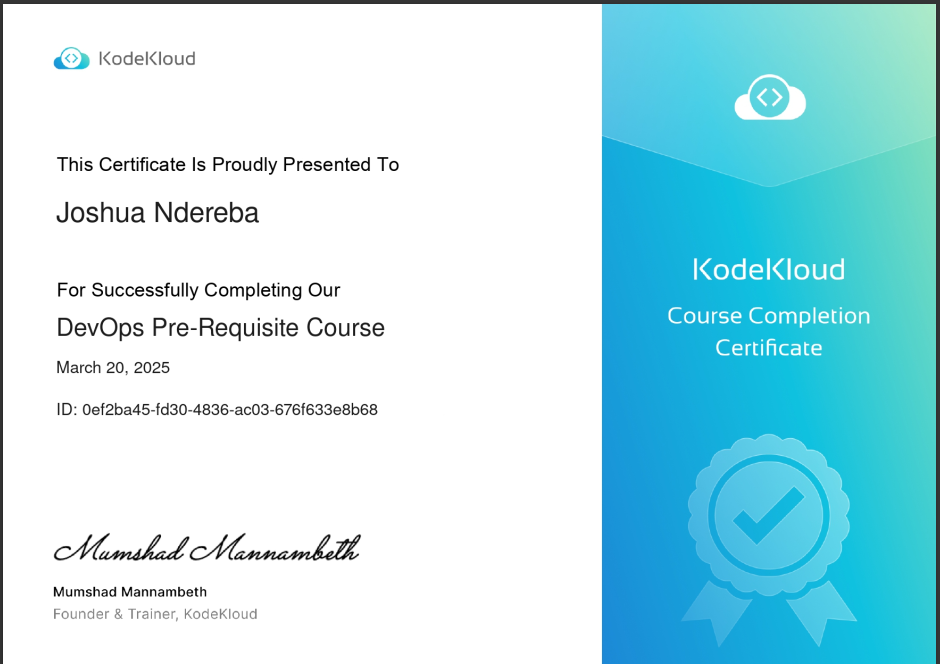 KodeKloud
This Certificate Is Proudly Presented To
Joshua Ndereba
For Successfully Completing Our
DevOps Pre-Requisite Course
March 20, 2025
ID: 0ef2ba45-fd30-4836-ac03-676f633e8b68
Mumshad Mannambeth
Mumshad Mannambeth
Founder & Trainer, KodeKloud
KodeKloud
Course Completion
Certificate